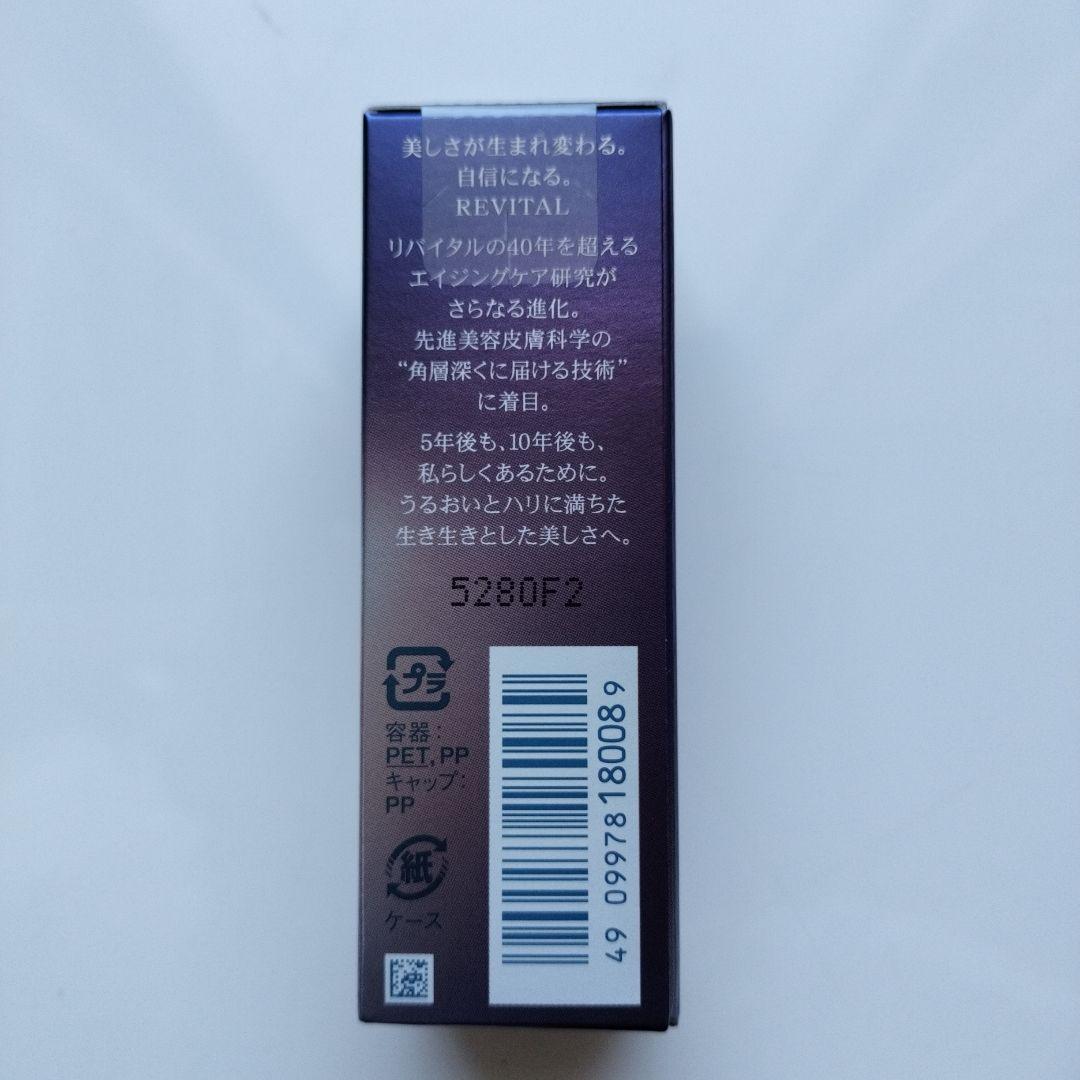 美しさが生まれ変わる。
自信になる。
REVITAL
リバイタルの40年を超える
エイジングケア研究が
さらなる進化。
先進美容皮膚科学の
“角層深くに届ける技術”
に着目。
5年後も、10年後も、
私らしくあるために。
うるおいとハリに満ちた
生き生きとした美しさへ。
5280F2
プラ
容器：
PET, PP
キャップ：
PP
紙
ケース
49 09978 18008 9